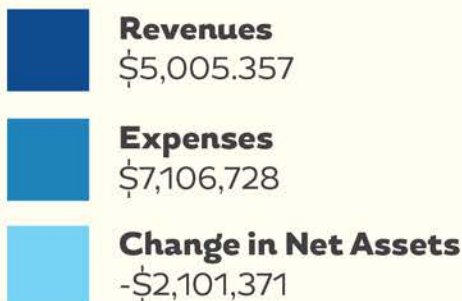 Revenues
$5,005.357
Expenses
$7,106,728
Change in Net Assets
-$2,101,371